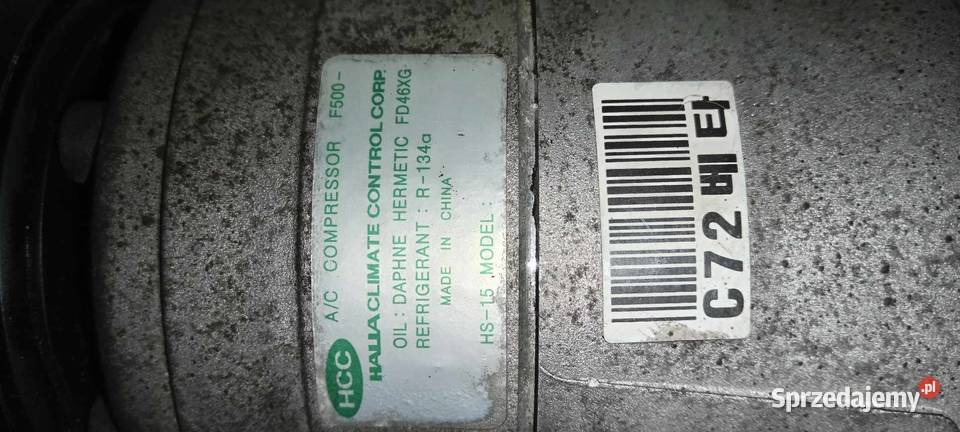 HCC
A/C COMPRESSOR F500-
HALLA CLIMATE CONTROL CORP.
OIL: DAPHNE HERMETIC FD46XG
REFRIGERANT: R-134a
MADE IN CHINA
HS-15 MODEL:
C72
Sprzedajemy.pl